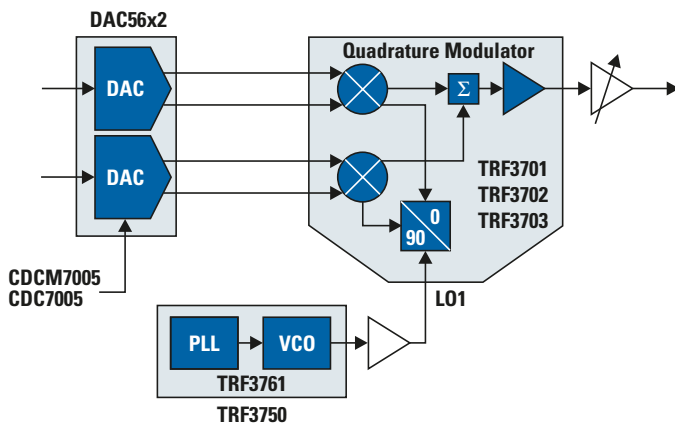 DAC56x2
Quadrature Modulator
DAC
Σ
DAC
TRF3701
TRF3702
TRF3703
0
90
CDCM7005
CDC7005
LO1
PLL
VCO
TRF3761
TRF3750